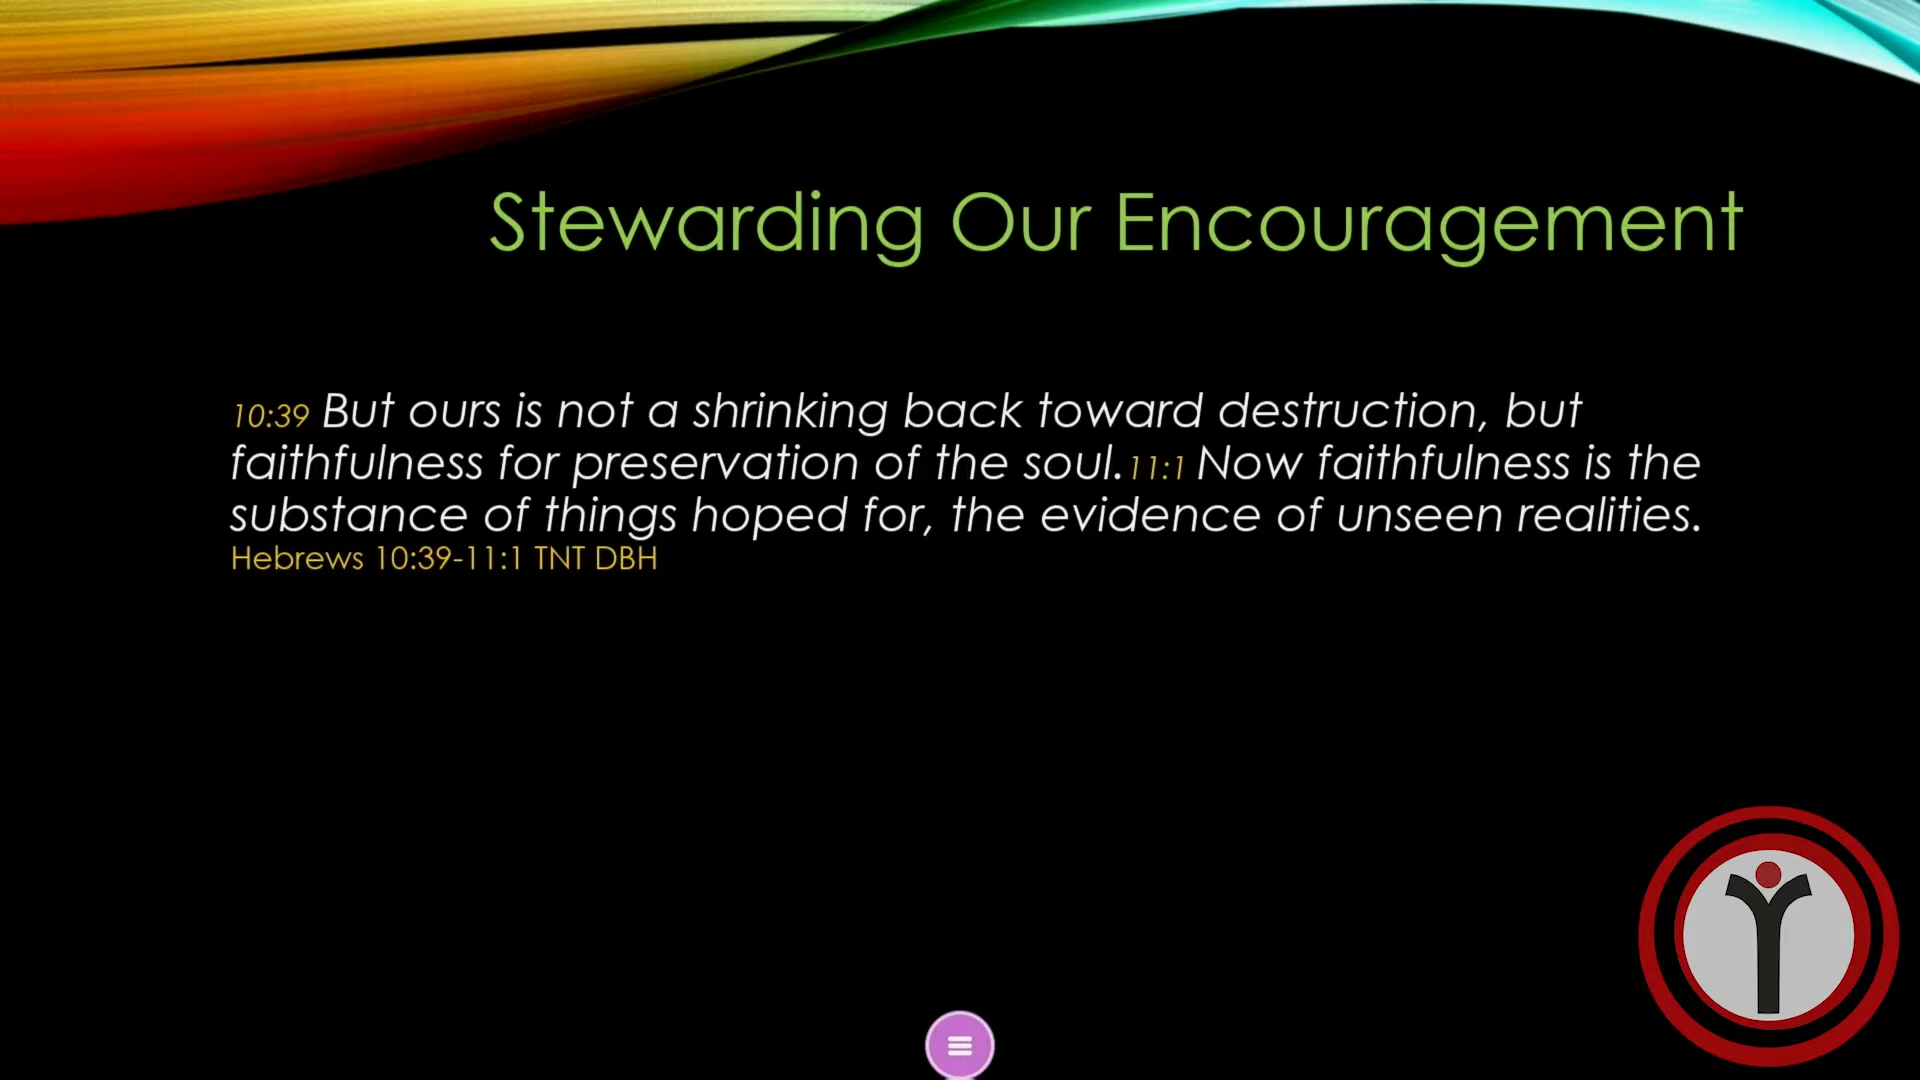 Stewarding Our Encouragement
10:39 But ours is not a shrinking back toward destruction, but
faithfulness for preservation of the soul. 11:1 Now faithfulness is the
substance of things hoped for, the evidence of unseen realities.
Hebrews 10:39-11:1 TNT DBH